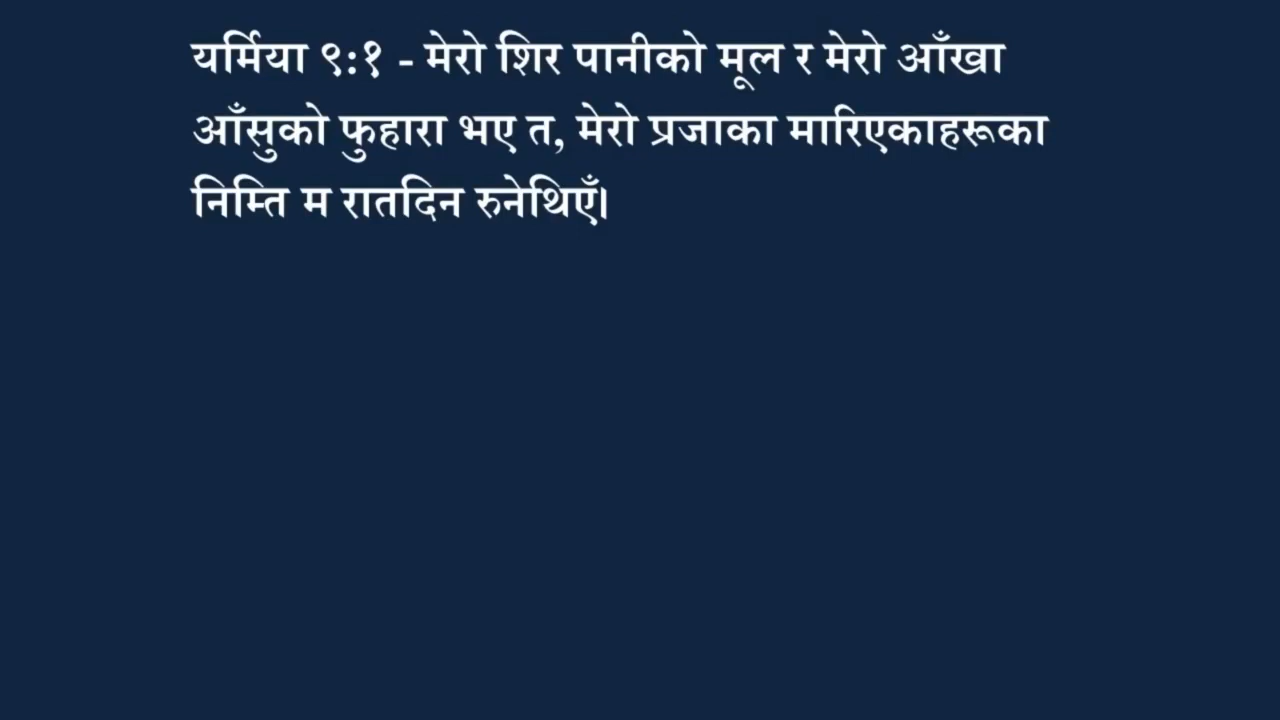 यर्मिया ९:१ - मेरो शिर पानीको मूल र मेरो आँखा
आँसुको फुहारा भए त, मेरो प्रजाका मारिएकाहरूका
निम्ति म रातदिन रुनेथिएँ।